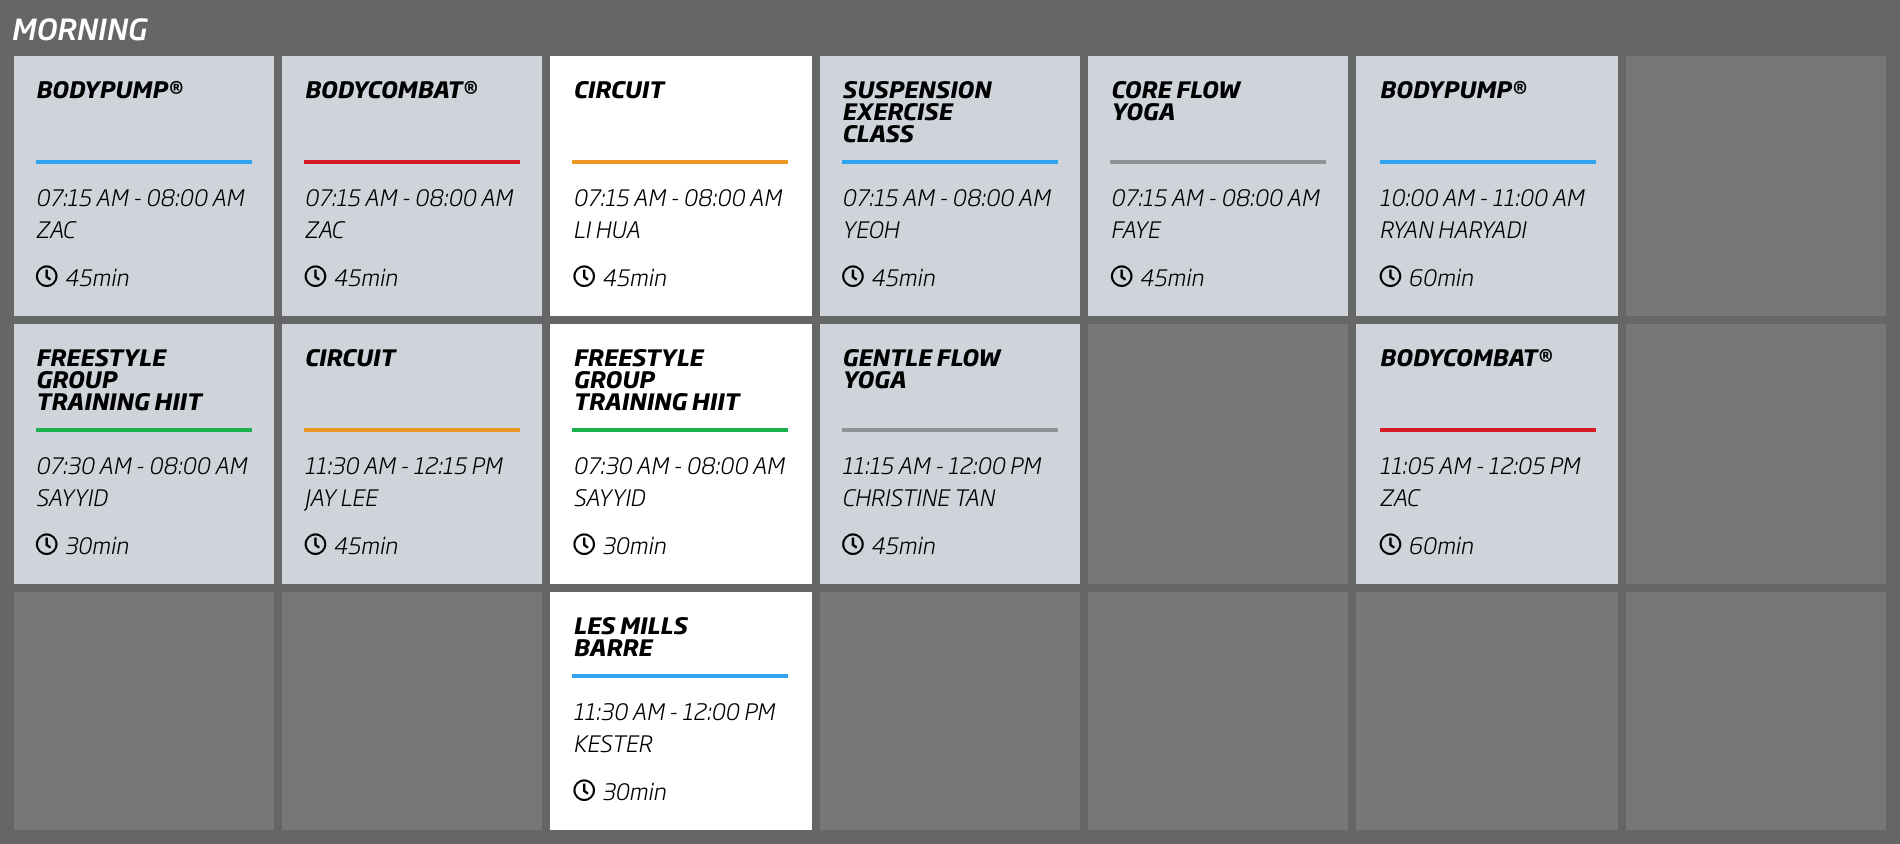 MORNING
BODYPUMP®
07:15 AM - 08:00 AM
ZAC
45min
BODYCOMBAT®
07:15 AM - 08:00 AM
ZAC
45min
CIRCUIT
07:15 AM - 08:00 AM
LI HUA
45min
SUSPENSION
EXERCISE
CLASS
07:15 AM - 08:00 AM
YEOH
45min
CORE FLOW
YOGA
07:15 AM - 08:00 AM
FAYE
45min
BODYPUMP®
10:00 AM - 11:00 AM
RYAN HARYADI
60min
FREESTYLE
GROUP
TRAINING HIIT
07:30 AM - 08:00 AM
SAYYID
30min
CIRCUIT
11:30 AM - 12:15 PM
JAY LEE
45min
FREESTYLE
GROUP
TRAINING HIIT
07:30 AM - 08:00 AM
SAYYID
30min
GENTLE FLOW
YOGA
11:15 AM - 12:00 PM
CHRISTINE TAN
45min
BODYCOMBAT®
11:05 AM - 12:05 PM
ZAC
60min
LES MILLS
BARRE
11:30 AM - 12:00 PM
KESTER
30min